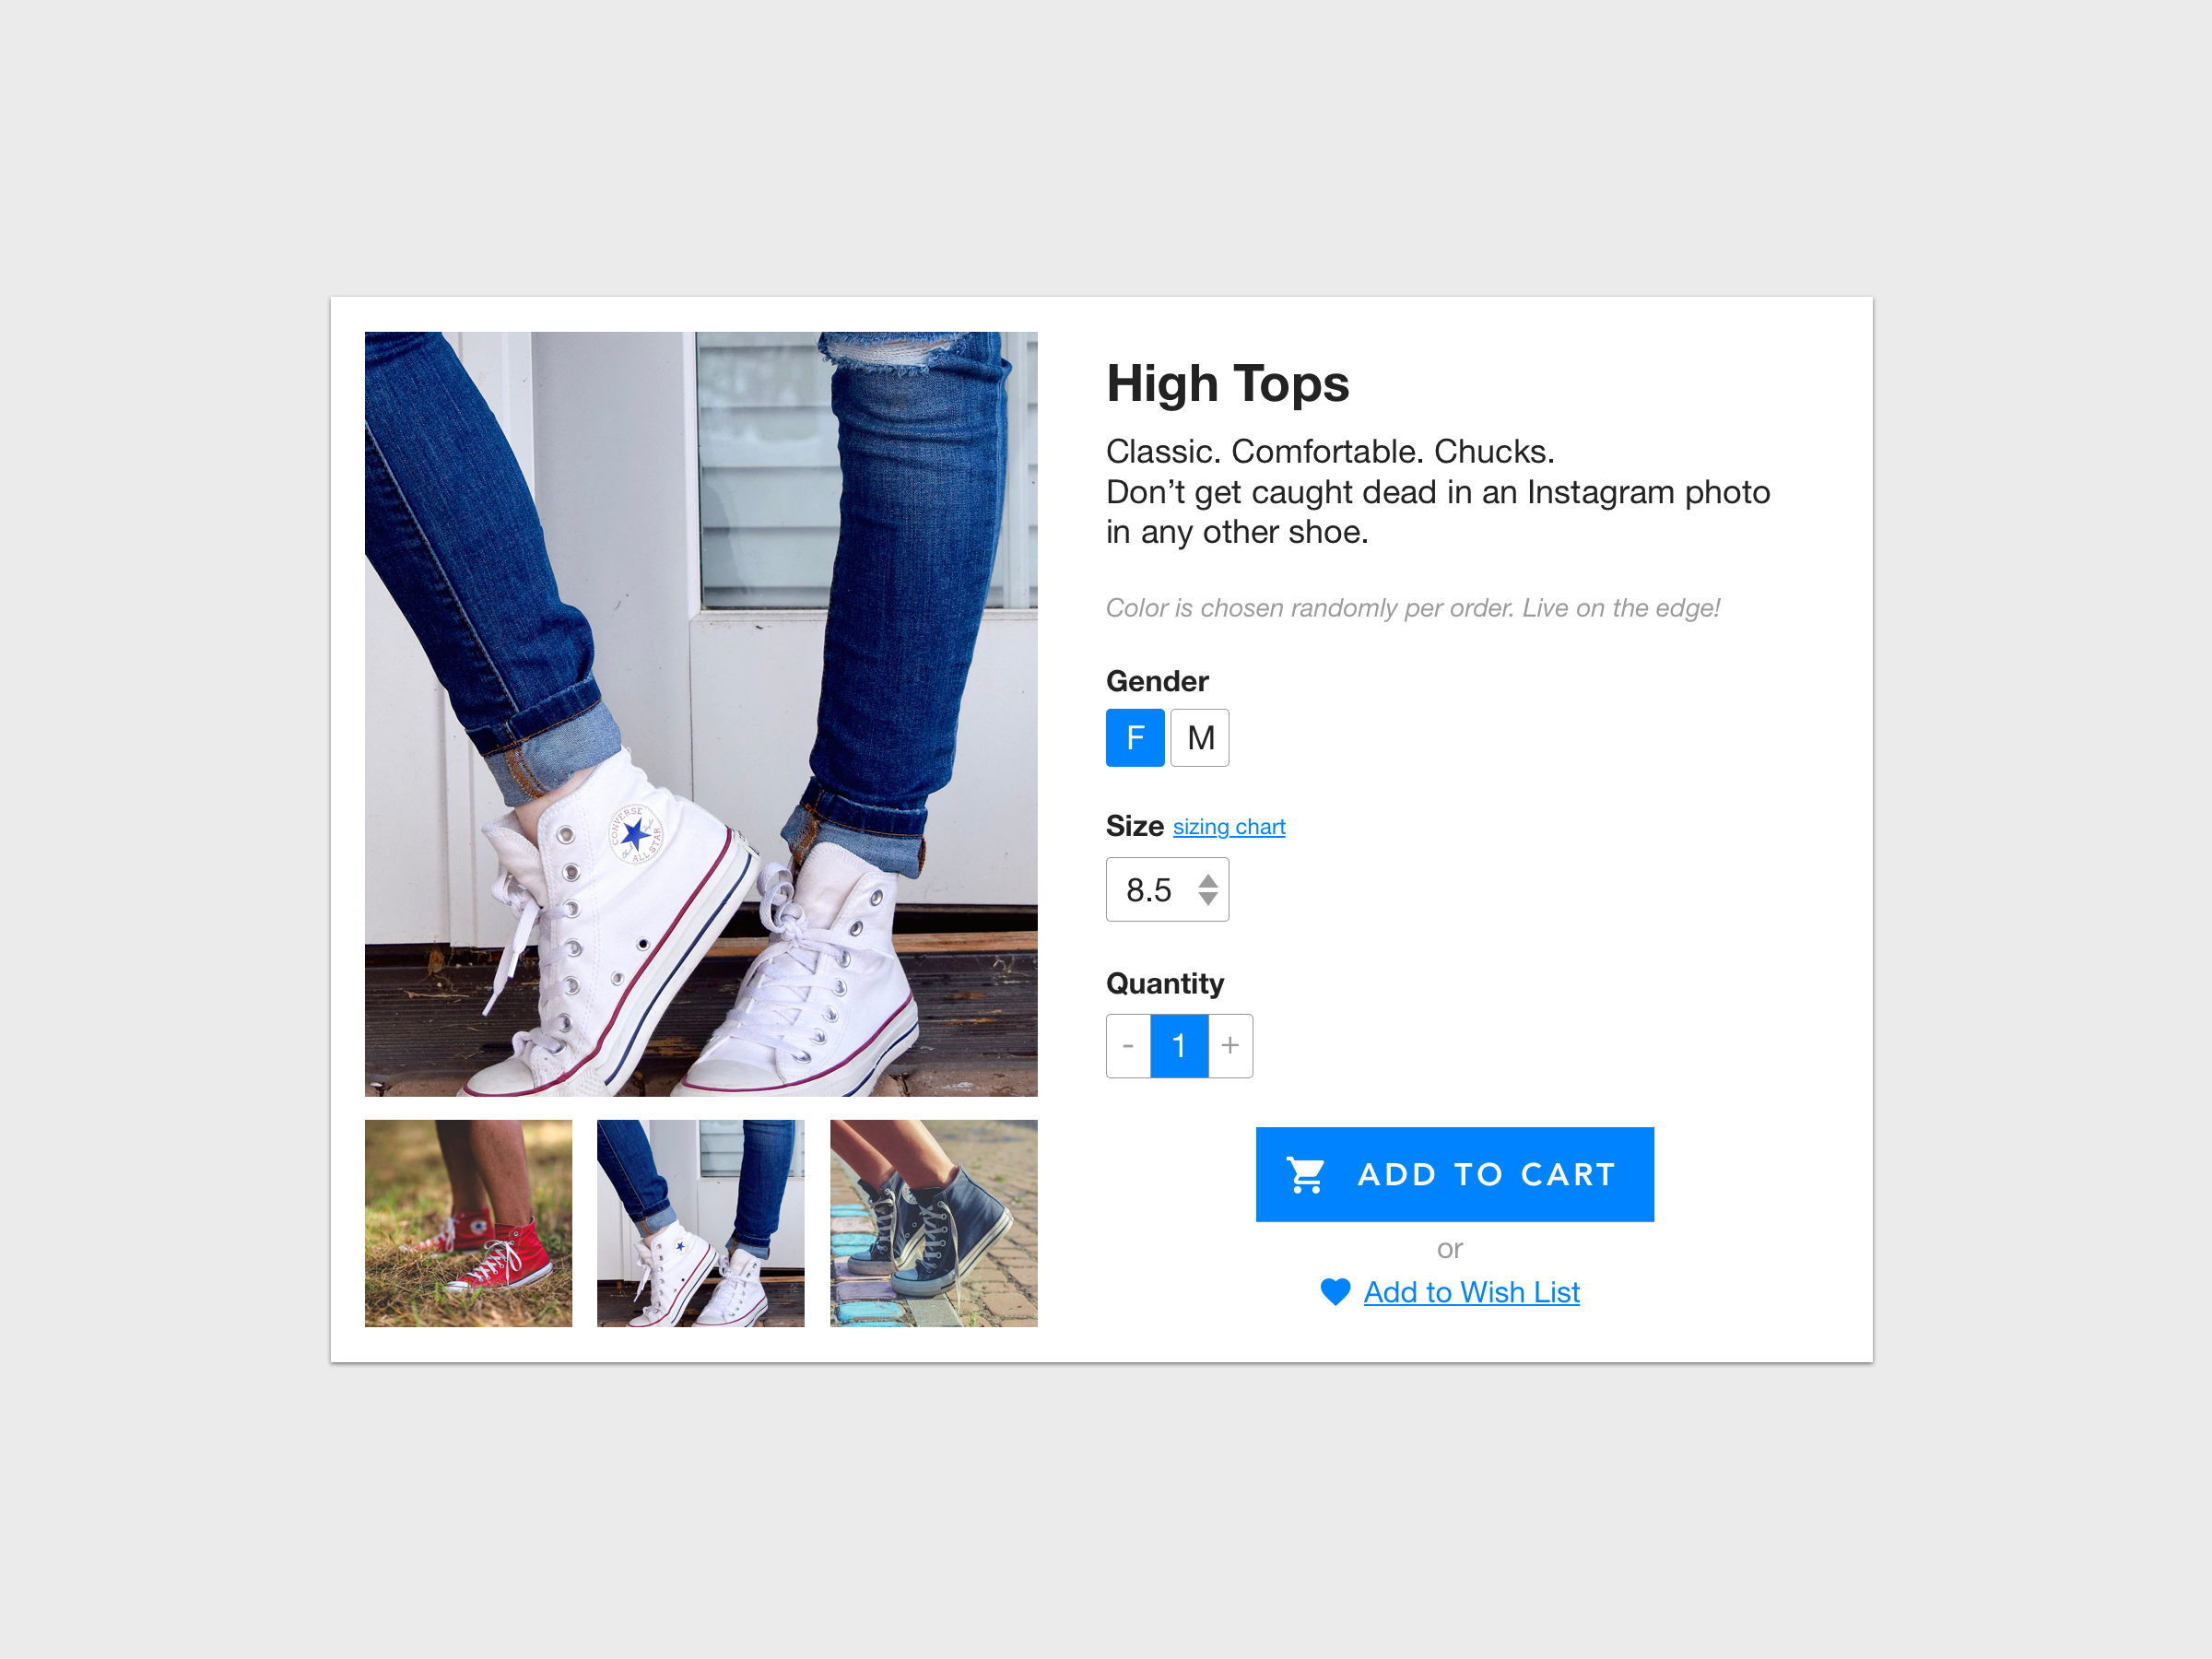 High Tops
Classic. Comfortable. Chucks.
Don’t get caught dead in an Instagram photo
in any other shoe.
Color is chosen randomly per order. Live on the edge!
Gender
F M
Size sizing chart
8.5
Quantity
- 1 +
ADD TO CART
or
Add to Wish List
CONVERSE
ALL STAR